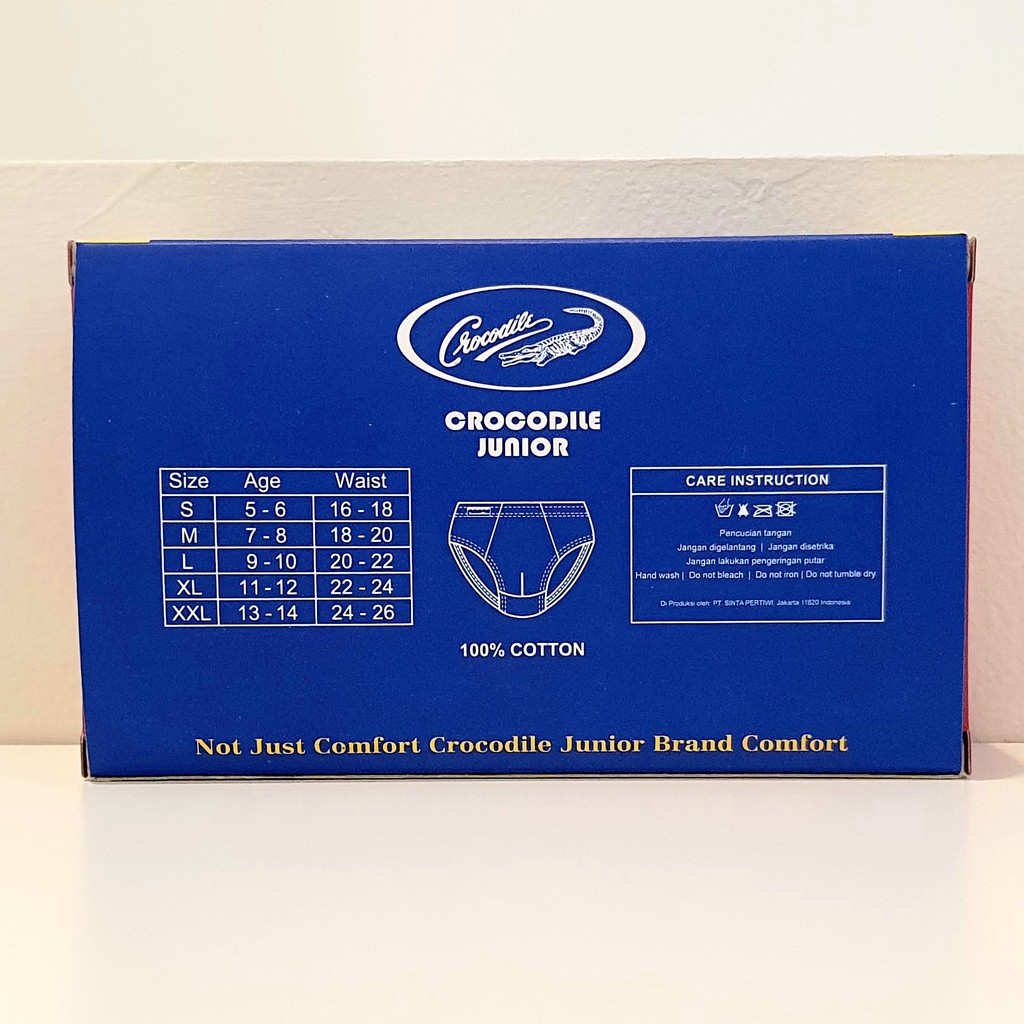 Crocodile
CROCODILE
JUNIOR
Size Age Waist
S 5 - 6 16 - 18
M 7 - 8 18 - 20
L 9 - 10 20 - 22
XL 11 - 12 22 - 24
XXL 13 - 14 24 - 26
100% COTTON
CARE INSTRUCTION
Pencucian tangan
Jangan digelantang | Jangan disetrika
Jangan lakukan pengeringan putar
Hand wash | Do not bleach | Do not iron | Do not tumble dry
Di Produksi oleh: PT. SINTA PERTIWI, Jakarta 11820 Indonesia
Not Just Comfort Crocodile Junior Brand Comfort